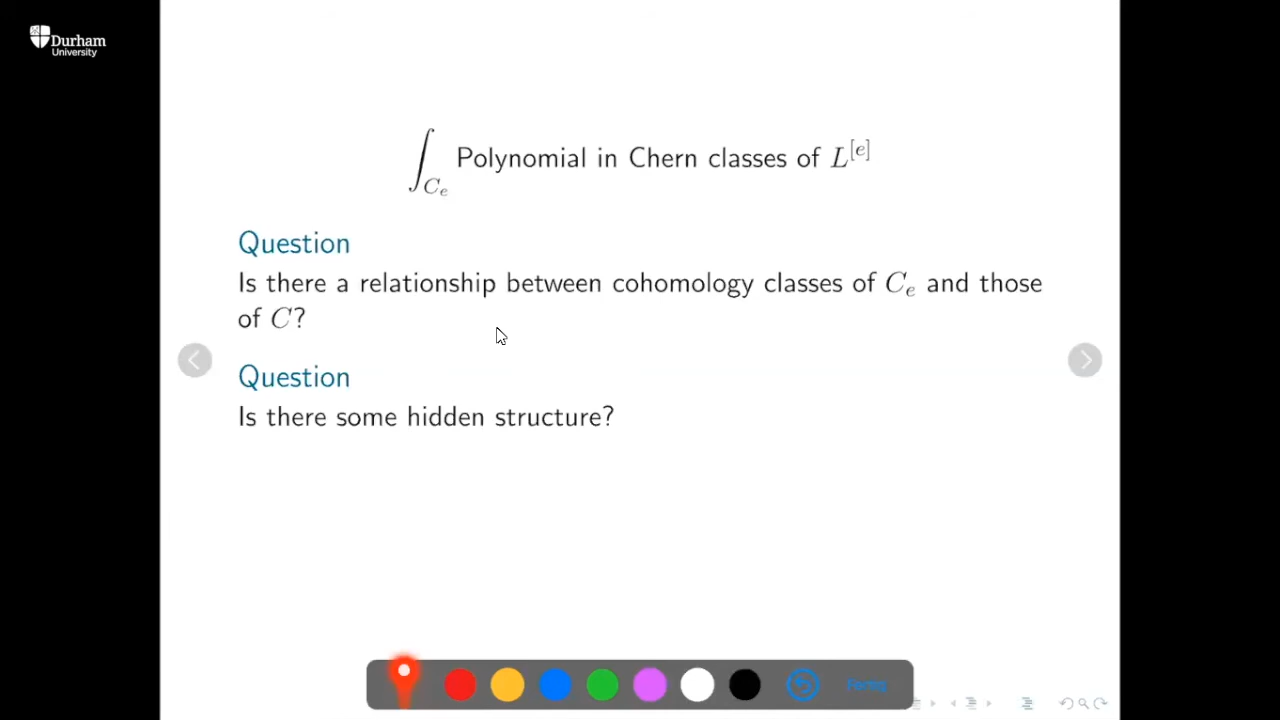 Durham
University
∫_{C_e} Polynomial in Chern classes of L^{[e]}
Question
Is there a relationship between cohomology classes of C_e and those
of C?
Question
Is there some hidden structure?
Fertig